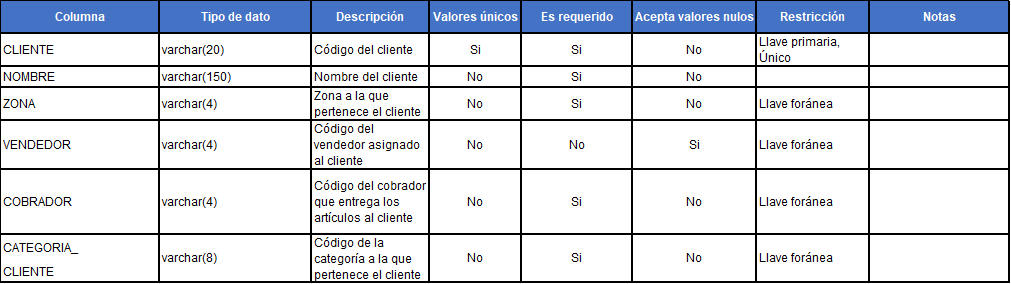 Columna Tipo de dato Descripción Valores únicos Es requerido Acepta valores nulos Restricción Notas
CLIENTE varchar(20) Código del cliente Si Si No Llave primaria,
Único
NOMBRE varchar(150) Nombre del cliente No Si No
ZONA varchar(4) Zona a la que
pertenece el cliente No Si No Llave foránea
VENDEDOR varchar(4) Código del
vendedor asignado
al cliente No No Si Llave foránea
COBRADOR varchar(4) Código del cobrador
que entrega los
artículos al cliente No Si No Llave foránea
CATEGORIA_
CLIENTE varchar(8) Código de la
categoría a la que
pertenece el cliente No Si No Llave foránea